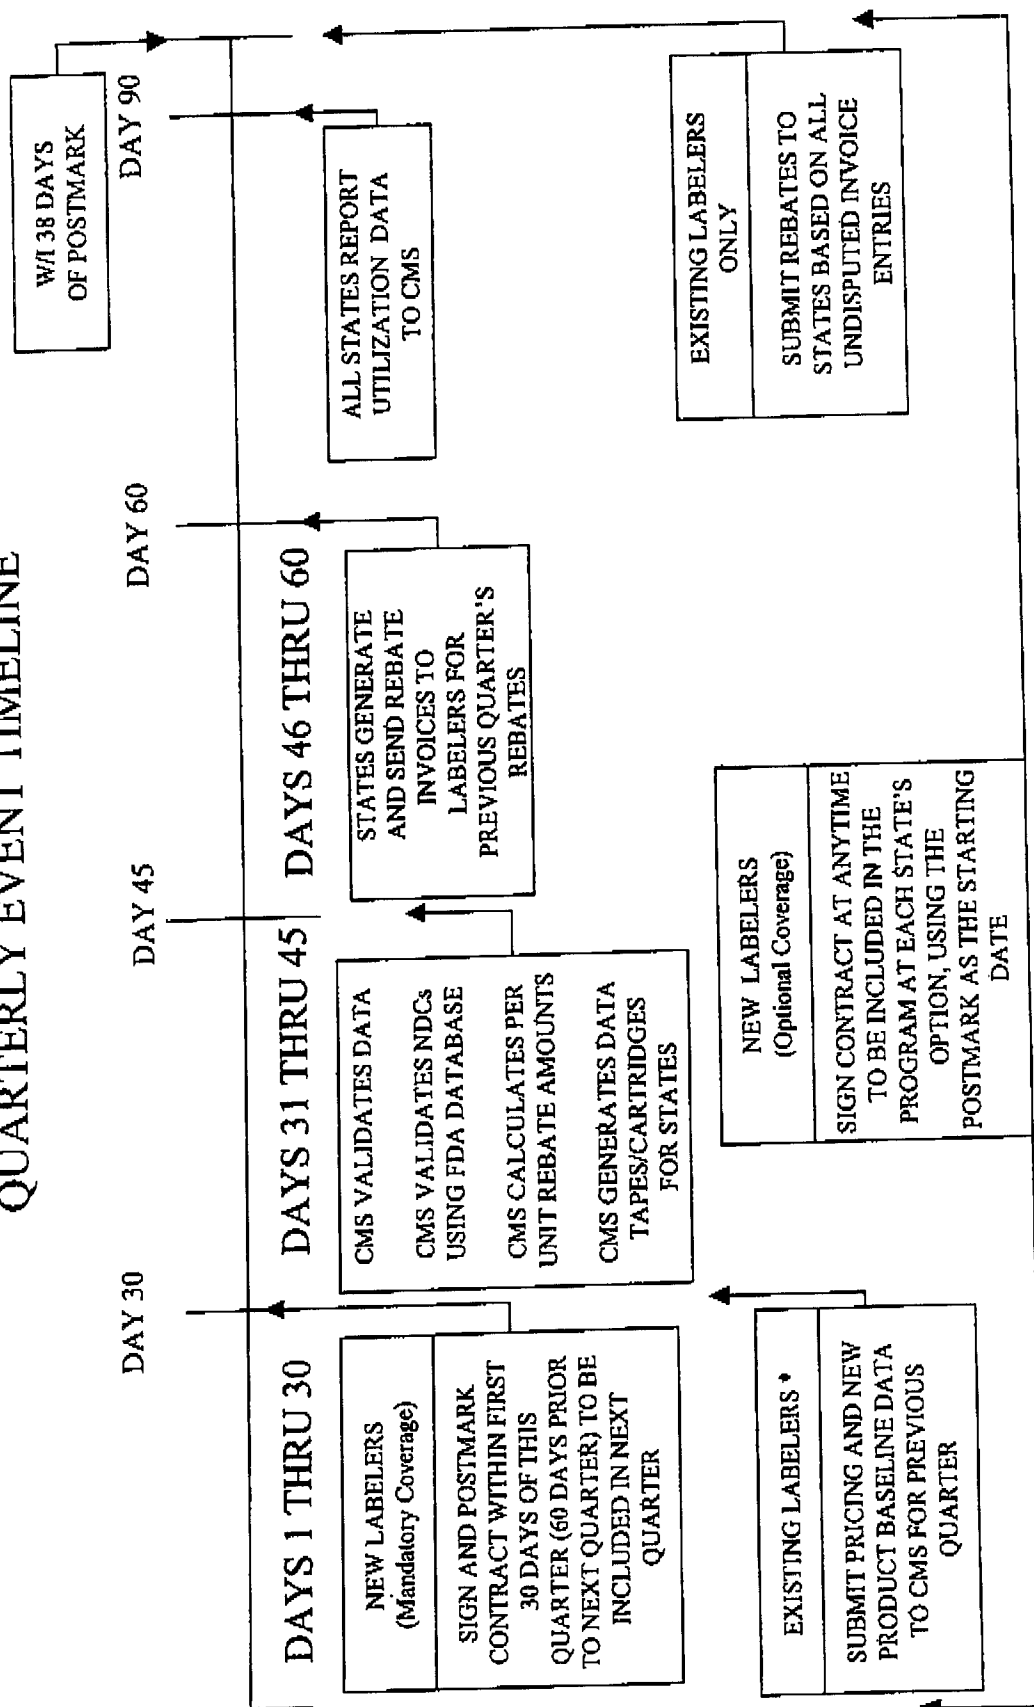 QUARTERLY EVENT TIMELINE
DAY 30
DAY 45
DAY 60
DAY 90
W/I 38 DAYS
OF POSTMARK
DAYS 1 THRU 30
DAYS 31 THRU 45
DAYS 46 THRU 60
NEW LABELERS
(Mandatory Coverage)
SIGN AND POSTMARK
CONTRACT WITHIN FIRST
30 DAYS OF THIS
QUARTER (60 DAYS PRIOR
TO NEXT QUARTER) TO BE
INCLUDED IN NEXT
QUARTER
CMS VALIDATES DATA
CMS VALIDATES NDCs
USING FDA DATABASE
CMS CALCULATES PER
UNIT REBATE AMOUNTS
CMS GENERATES DATA
TAPES/CARTRIDGES
FOR STATES
STATES GENERATE
AND SEND REBATE
INVOICES TO
LABELERS FOR
PREVIOUS QUARTER'S
REBATES
ALL STATES REPORT
UTILIZATION DATA
TO CMS
EXISTING LABELERS *
SUBMIT PRICING AND NEW
PRODUCT BASELINE DATA
TO CMS FOR PREVIOUS
QUARTER
NEW LABELERS
(Optional Coverage)
SIGN CONTRACT AT ANYTIME
TO BE INCLUDED IN THE
PROGRAM AT EACH STATE'S
OPTION, USING THE
POSTMARK AS THE STARTING
DATE
EXISTING LABELERS
ONLY
SUBMIT REBATES TO
STATES BASED ON ALL
UNDISPUTED INVOICE
ENTRIES